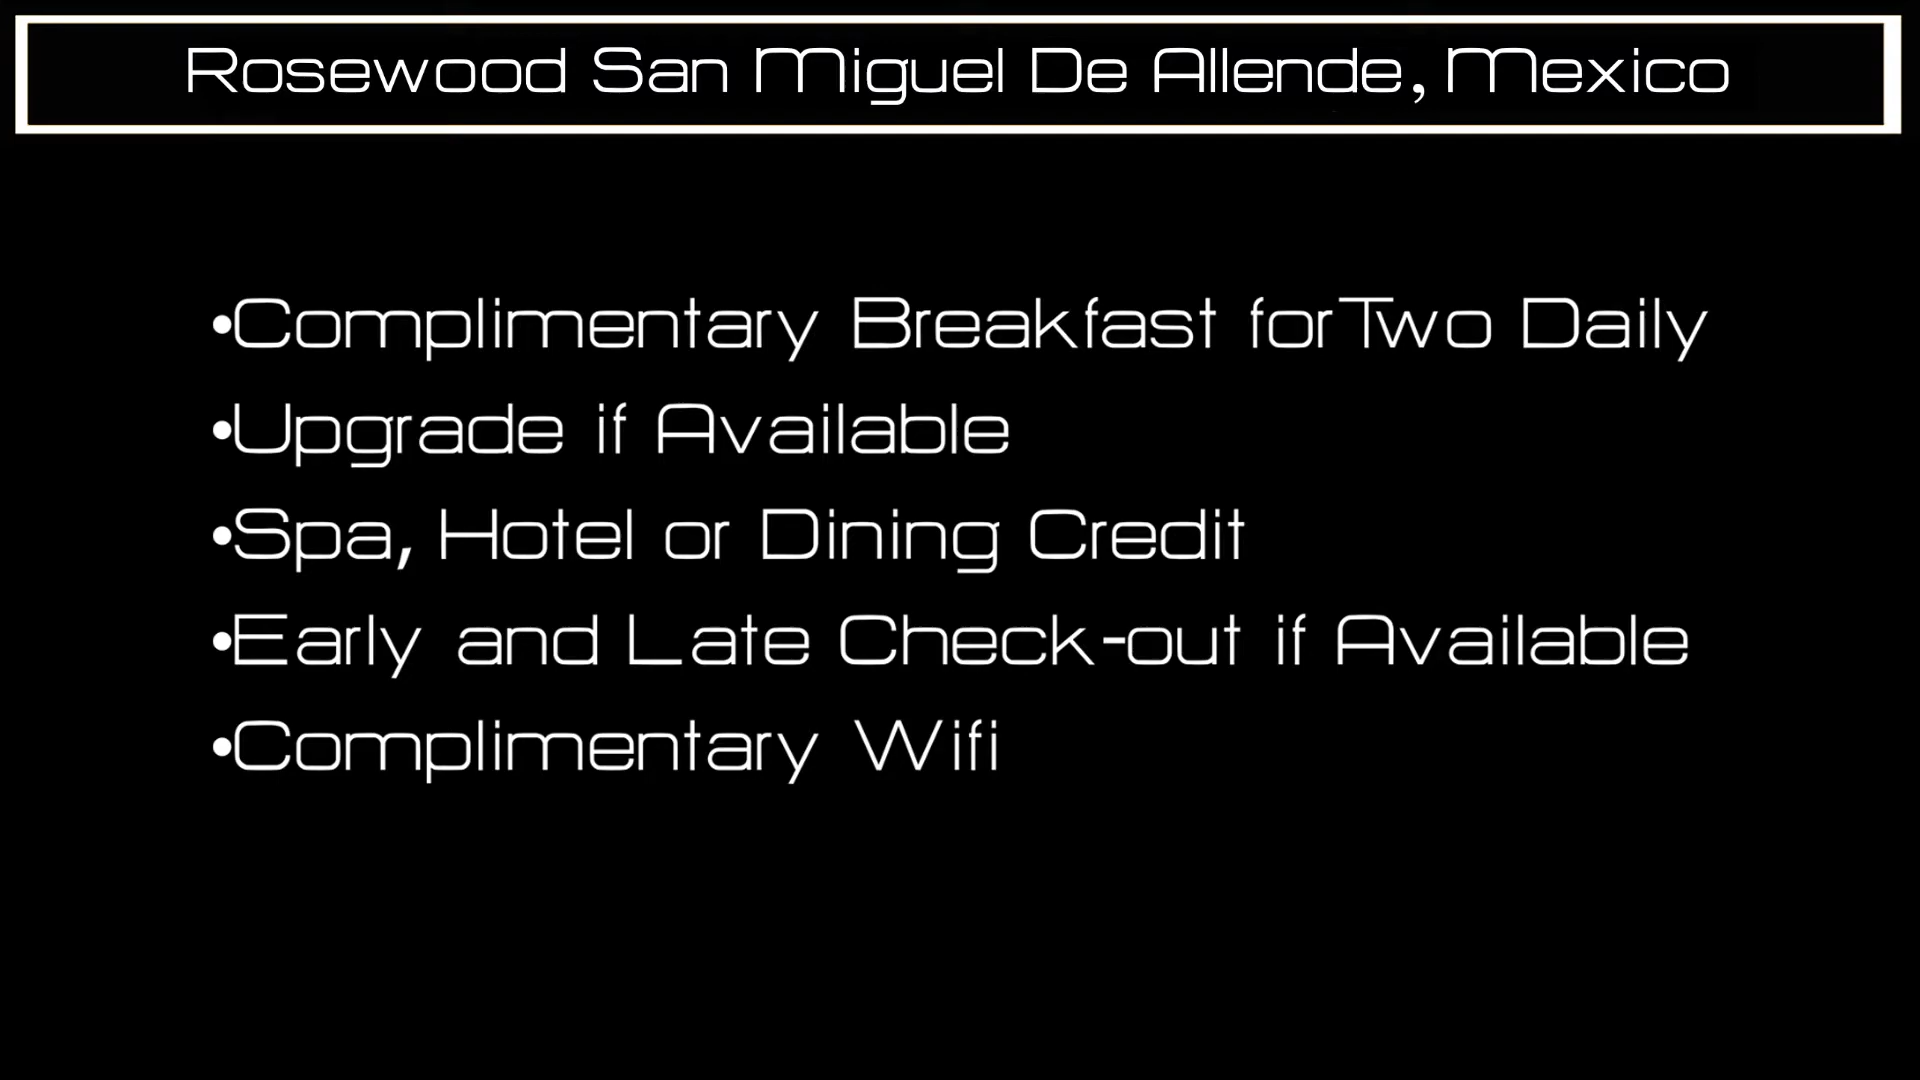 Rosewood San Miguel De Allende, Mexico
•Complimentary Breakfast for Two Daily
•Upgrade if Available
•Spa, Hotel or Dining Credit
•Early and Late Check-out if Available
•Complimentary Wifi